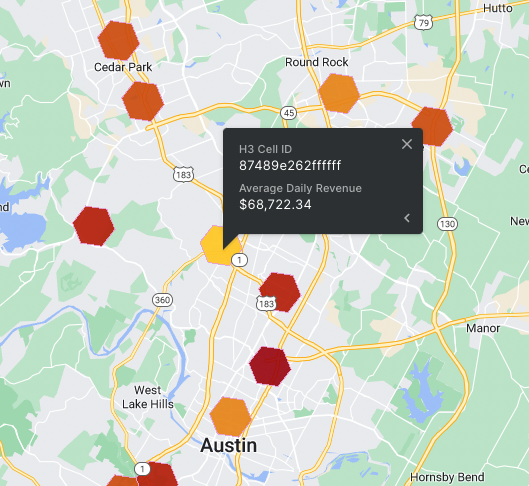 Hutto
79
Cedar Park
Round Rock
45
H3 Cell ID
87489e262ffffff
Average Daily Revenue
$68,722.34
183
130
New
1
360
183
Manor
West
Lake Hills
Austin
1
Hornsby Bend